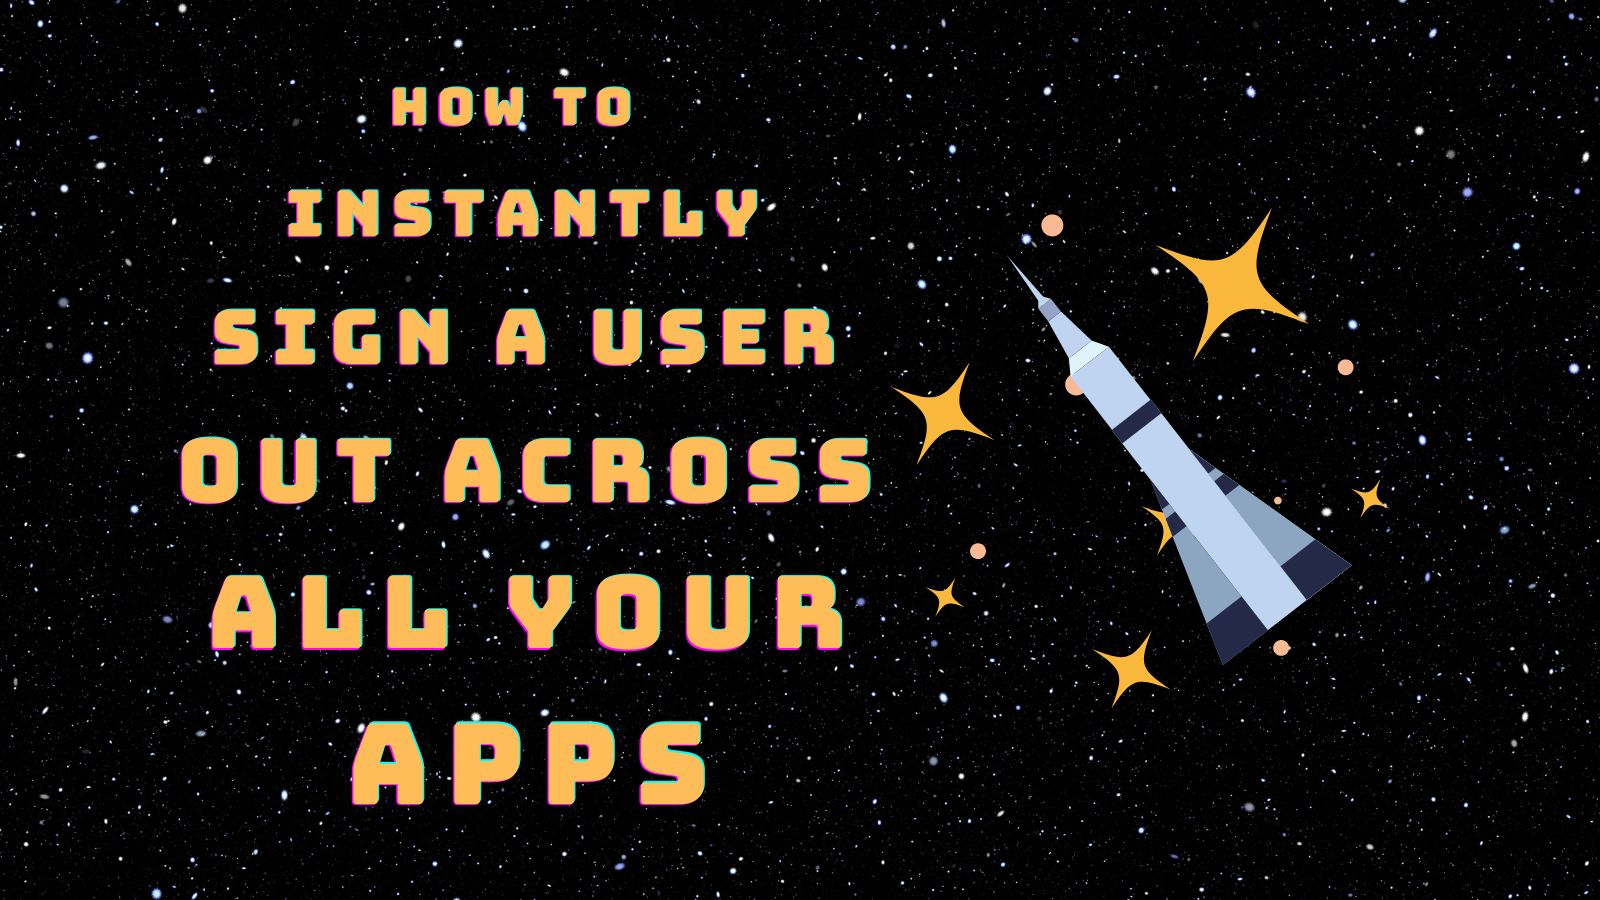 HOW TO
INSTANTLY
SIGN A USER
OUT ACROSS
ALL YOUR
APPS